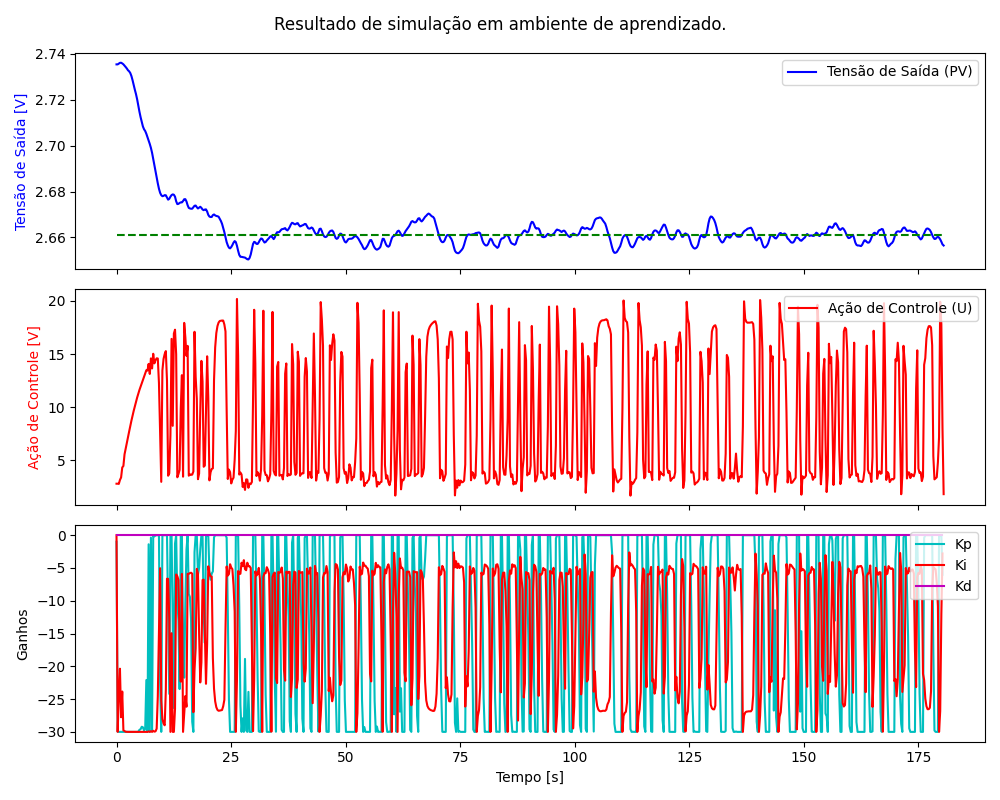 Resultado de simulação em ambiente de aprendizado.
2.74
2.72
2.70
2.68
2.66
Tensão de Saída [V]
Tensão de Saída (PV)
20
15
10
5
Ação de Controle [V]
Ação de Controle (U)
0
−5
−10
−15
−20
−25
−30
Ganhos
Kp
Ki
Kd
0
25
50
75
100
125
150
175
Tempo [s]